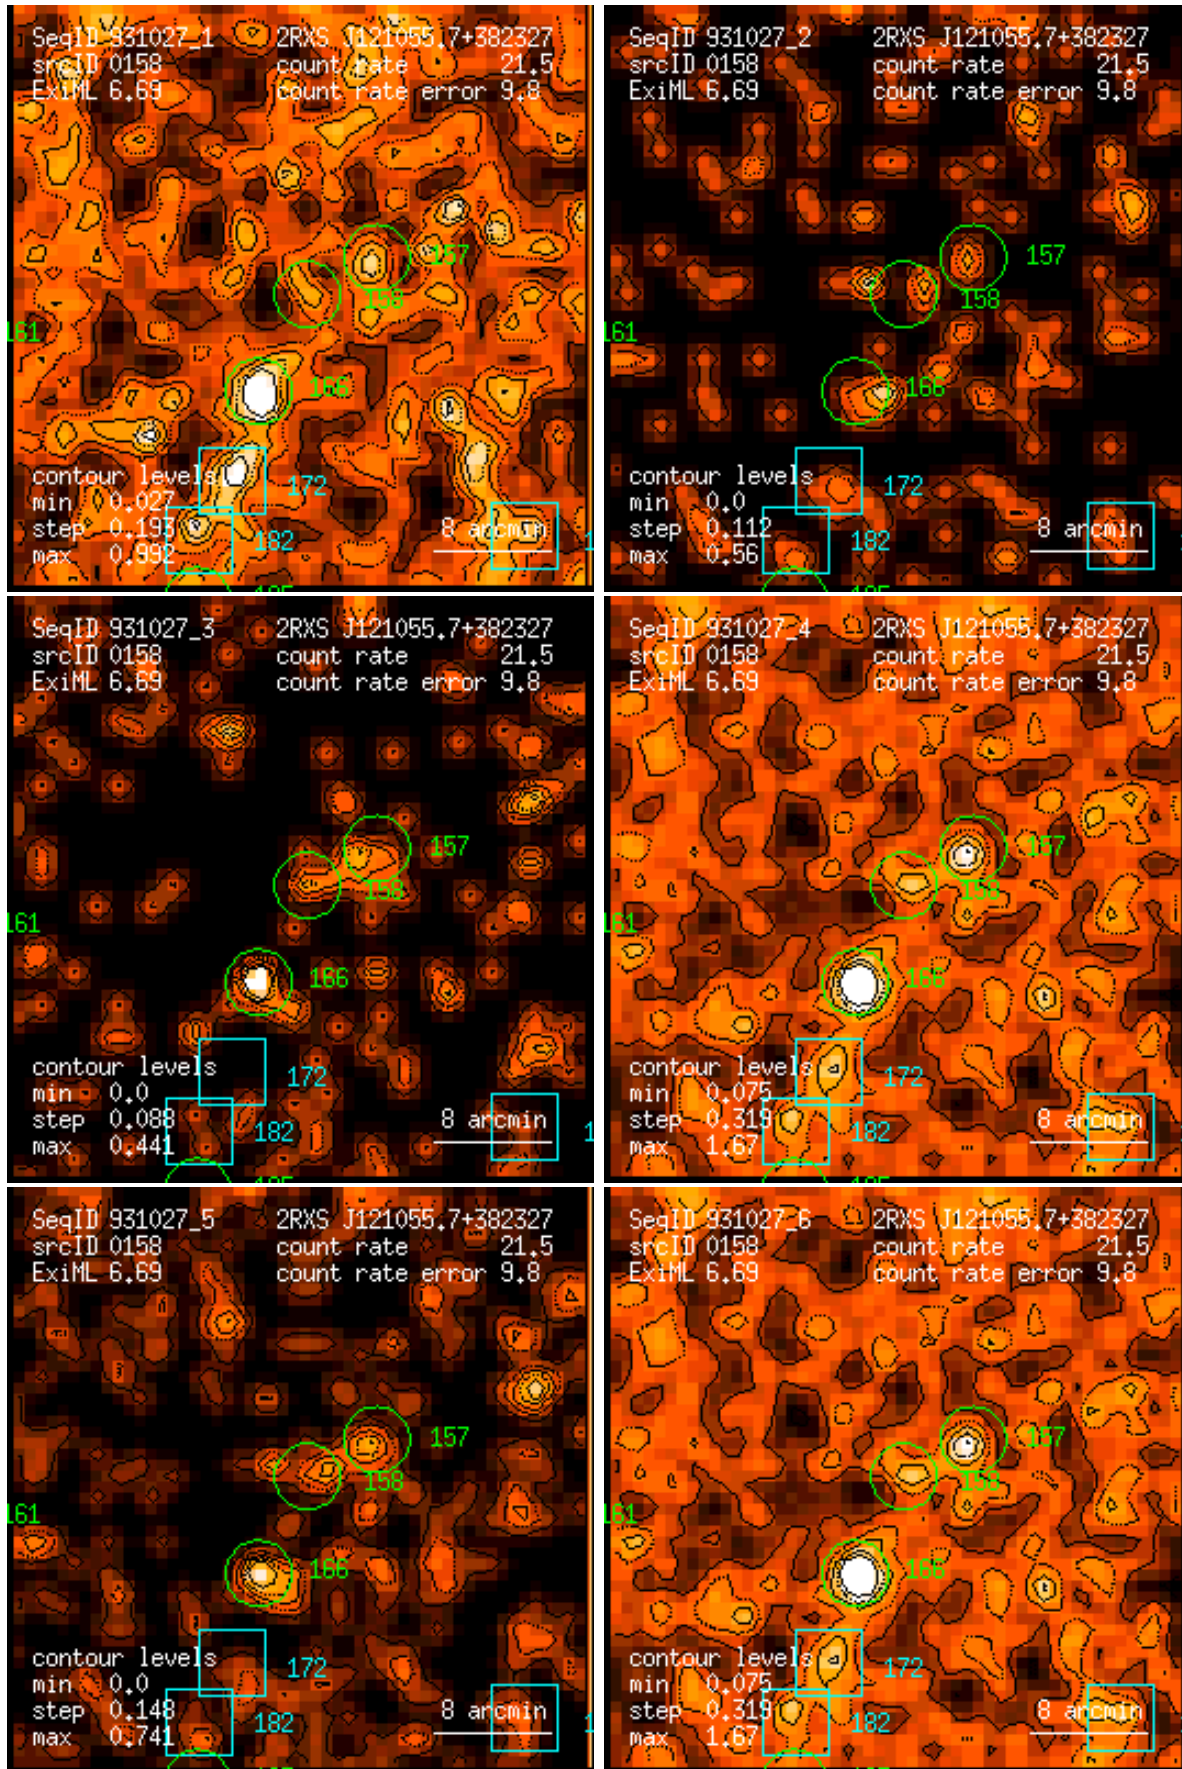 SeqID 931027_1 2RXS J121055.7+382327
srcID 0158 count rate 21.5
ExiML 6.69 count rate error 9.8
157
158
161
166
contour levels
172
min 0.027
step 0.193 8 arcmin
182
max 0.992
SeqID 931027_2 2RXS J121055.7+382327
srcID 0158 count rate 21.5
ExiML 6.69 count rate error 9.8
157
158
161
166
contour levels
172
min 0.0
step 0.112 8 arcmin
182
max 0.56
SeqID 931027_3 2RXS J121055.7+382327
srcID 0158 count rate 21.5
ExiML 6.69 count rate error 9.8
157
158
161
166
contour levels
172
min 0.0
step 0.088 8 arcmin
182
max 0.441
SeqID 931027_4 2RXS J121055.7+382327
srcID 0158 count rate 21.5
ExiML 6.69 count rate error 9.8
157
158
161
166
contour levels
172
min 0.075
step 0.319 8 arcmin
182
max 1.67
SeqID 931027_5 2RXS J121055.7+382327
srcID 0158 count rate 21.5
ExiML 6.69 count rate error 9.8
157
158
161
166
contour levels
172
min 0.0
step 0.148 8 arcmin
182
max 0.741
SeqID 931027_6 2RXS J121055.7+382327
srcID 0158 count rate 21.5
ExiML 6.69 count rate error 9.8
157
158
161
166
contour levels
172
min 0.075
step 0.319 8 arcmin
182
max 1.67